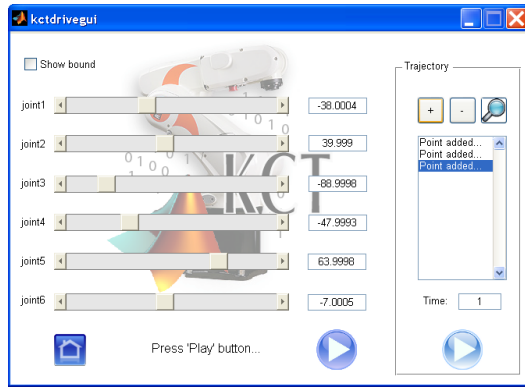 kctdrivegui
Show bound
Trajectory
joint1 -38.0004
+ -
joint2 39.999
Point added...
Point added...
Point added...
joint3 -88.9998
joint4 -47.9993
joint5 63.9998
joint6 -7.0005
Time: 1
Press 'Play' button...
KCT